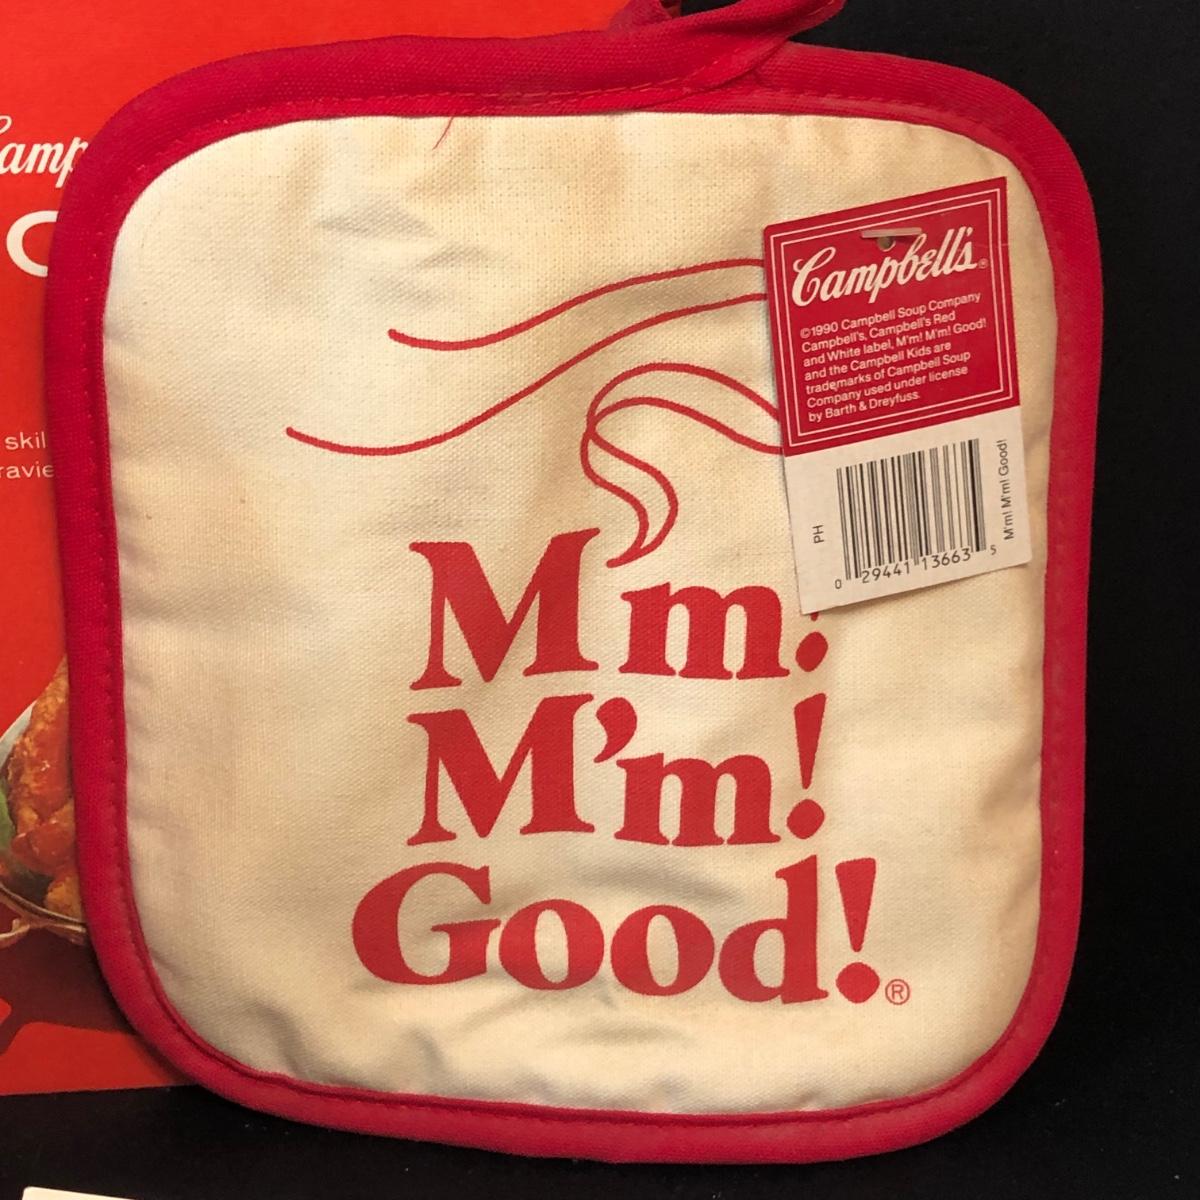 skil
ravie
Campbell's®
©1990 Campbell Soup Company
Campbell's, Campbell's Red
and White label, M'm! M'm! Good!
and the Campbell Kids are
trademarks of Campbell Soup
Company used under license
by Barth & Dreyfuss.
PH
M'm! M'm! Good!
0 29441 13663 5
M'm!
M'm!
Good!®